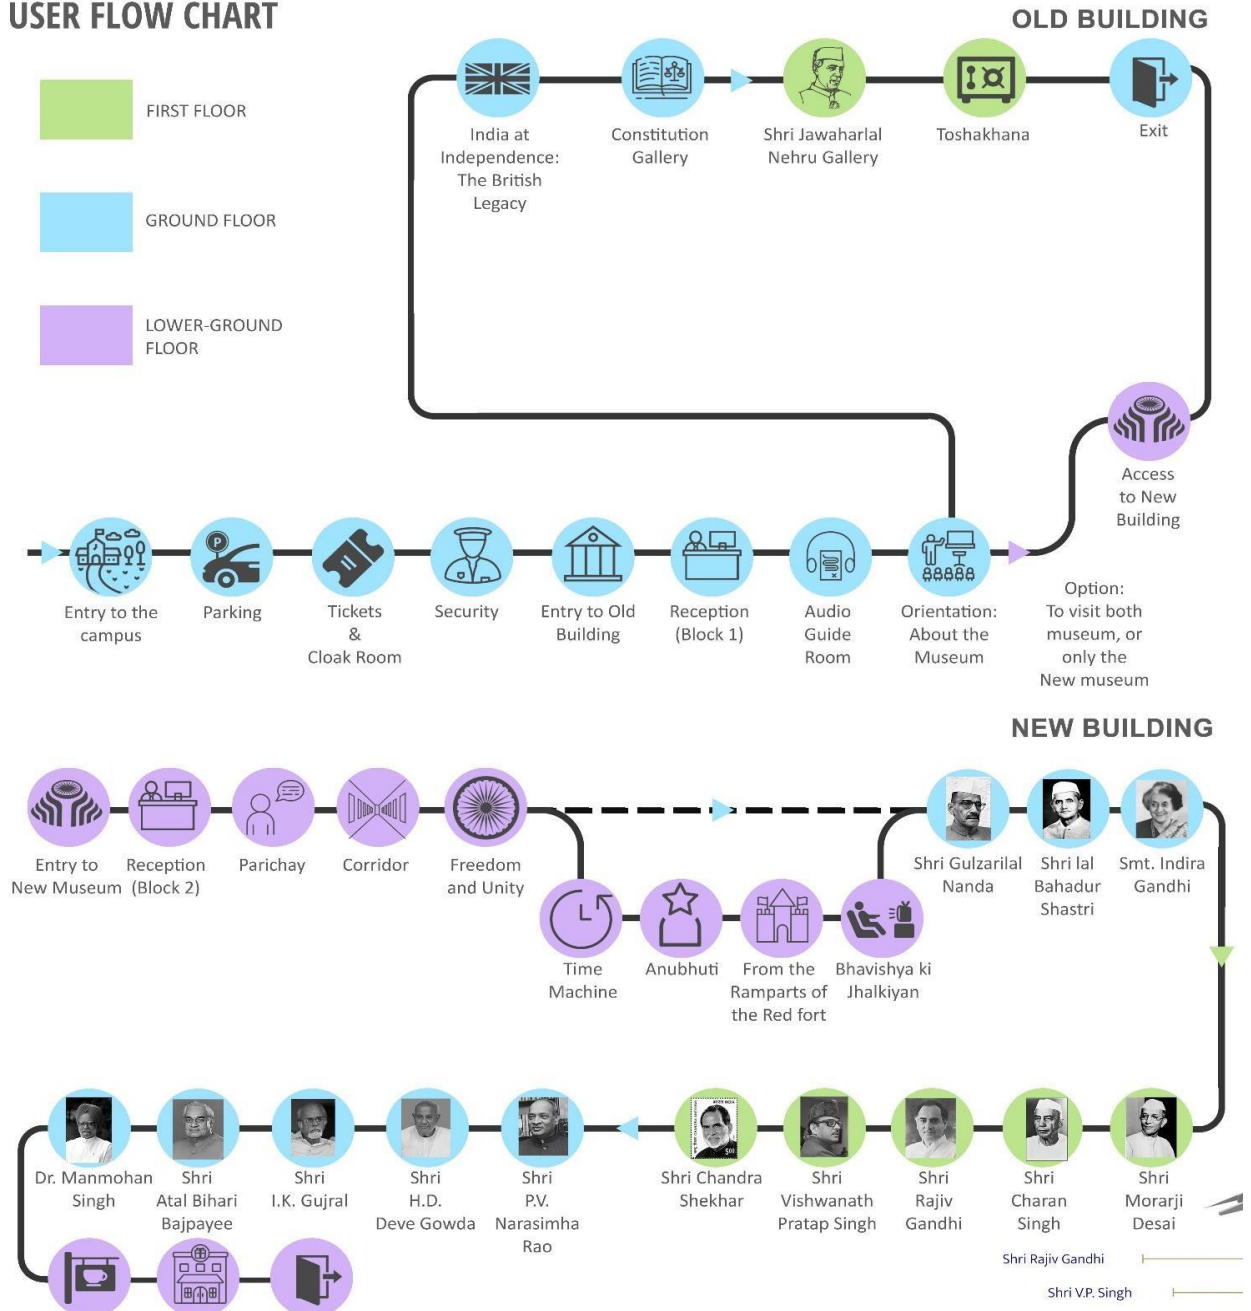 USER FLOW CHART
OLD BUILDING
FIRST FLOOR
GROUND FLOOR
LOWER-GROUND
FLOOR
India at
Independence:
The British
Legacy
Constitution
Gallery
Shri Jawaharlal
Nehru Gallery
Toshakhana
Exit
Access
to New
Building
Entry to the
campus
Parking
Tickets
&
Cloak Room
Security
Entry to Old
Building
Reception
(Block 1)
Audio
Guide
Room
Orientation:
About the
Museum
Option:
To visit both
museum, or
only the
New museum
NEW BUILDING
Entry to
New Museum
Reception
(Block 2)
Parichay
Corridor
Freedom
and Unity
Time
Machine
Anubhuti
From the
Ramparts of
the Red fort
Bhavishya ki
Jhalkiyan
Shri Gulzarilal
Nanda
Shri lal
Bahadur
Shastri
Smt. Indira
Gandhi
Dr. Manmohan
Singh
Shri
Atal Bihari
Bajpayee
Shri
I.K. Gujral
Shri
H.D.
Deve Gowda
Shri
P.V.
Narasimha
Rao
Shri Chandra
Shekhar
Shri
Vishwanath
Pratap Singh
Shri
Rajiv
Gandhi
Shri
Charan
Singh
Shri
Morarji
Desai
Shri Rajiv Gandhi
Shri V.P. Singh